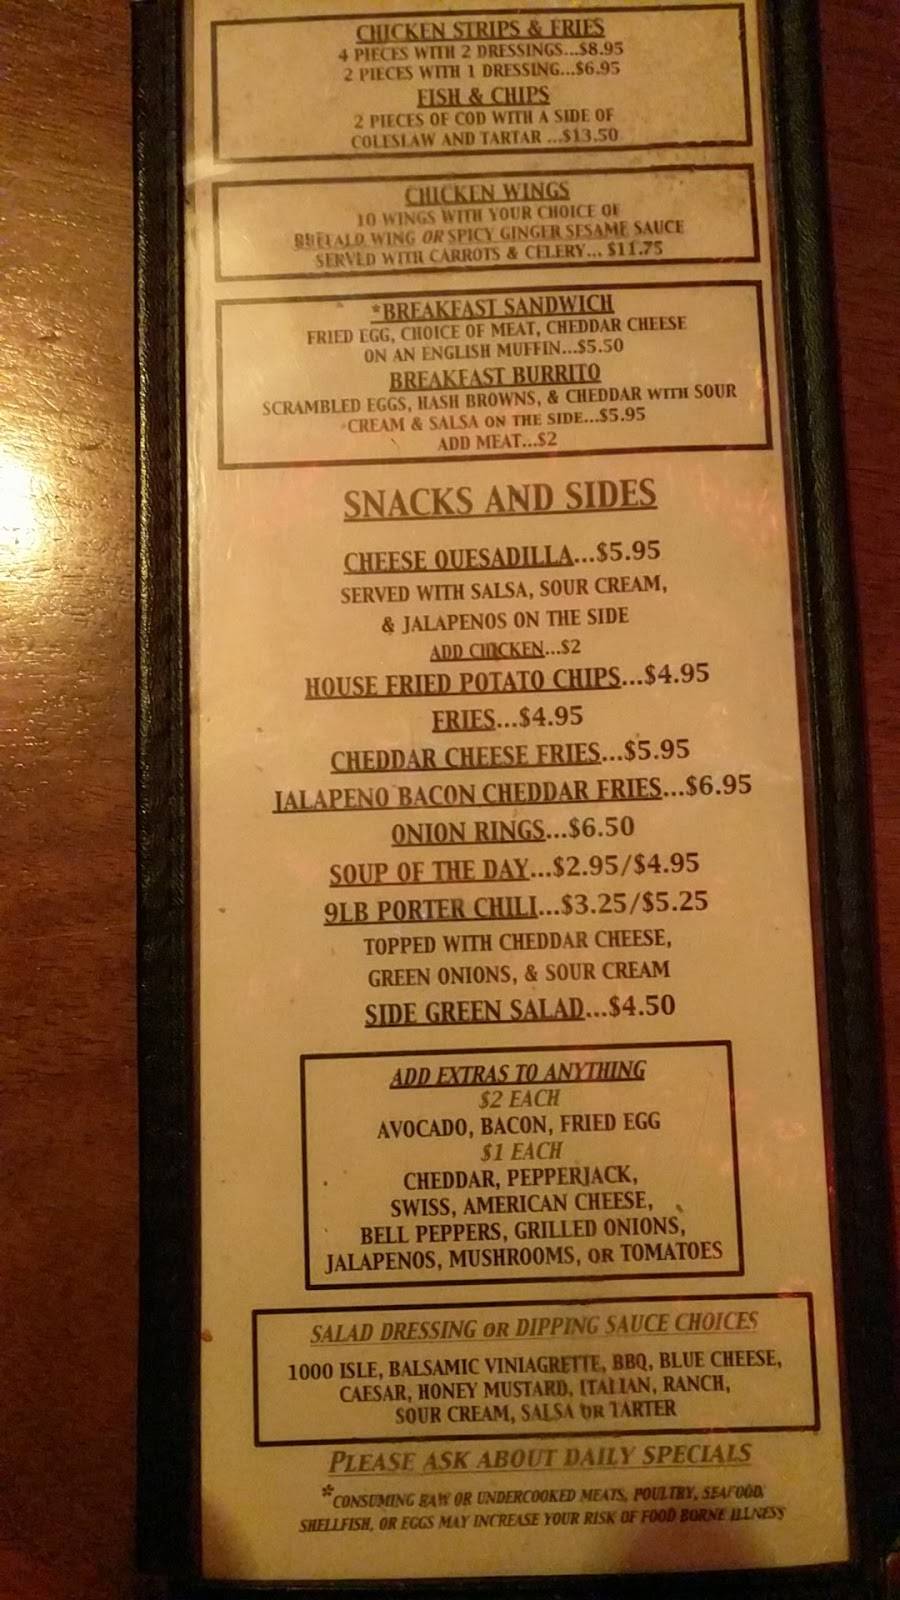 CHICKEN STRIPS & FRIES
4 PIECES WITH 2 DRESSINGS...$8.95
2 PIECES WITH 1 DRESSING...$6.95
FISH & CHIPS
2 PIECES OF COD WITH A SIDE OF
COLESLAW AND TARTAR ...$13.50
CHICKEN WINGS
10 WINGS WITH YOUR CHOICE OF
BUFFALO WING OR SPICY GINGER SESAME SAUCE
SERVED WITH CARROTS & CELERY... $11.75
*BREAKFAST SANDWICH
FRIED EGG, CHOICE OF MEAT, CHEDDAR CHEESE
ON AN ENGLISH MUFFIN...$5.50
BREAKFAST BURRITO
SCRAMBLED EGGS, HASH BROWNS, & CHEDDAR WITH SOUR
CREAM & SALSA ON THE SIDE...$5.95
ADD MEAT...$2
SNACKS AND SIDES
CHEESE QUESADILLA...$5.95
SERVED WITH SALSA, SOUR CREAM,
& JALAPENOS ON THE SIDE
ADD CHICKEN...$2
HOUSE FRIED POTATO CHIPS...$4.95
FRIES...$4.95
CHEDDAR CHEESE FRIES...$5.95
JALAPENO BACON CHEDDAR FRIES...$6.95
ONION RINGS...$6.50
SOUP OF THE DAY...$2.95/$4.95
9LB PORTER CHILI...$3.25/$5.25
TOPPED WITH CHEDDAR CHEESE,
GREEN ONIONS, & SOUR CREAM
SIDE GREEN SALAD...$4.50
ADD EXTRAS TO ANYTHING
$2 EACH
AVOCADO, BACON, FRIED EGG
$1 EACH
CHEDDAR, PEPPERJACK,
SWISS, AMERICAN CHEESE,
BELL PEPPERS, GRILLED ONIONS,
JALAPENOS, MUSHROOMS, OR TOMATOES
SALAD DRESSING OR DIPPING SAUCE CHOICES
1000 ISLE, BALSAMIC VINIAGRETTE, BBQ, BLUE CHEESE,
CAESAR, HONEY MUSTARD, ITALIAN, RANCH,
SOUR CREAM, SALSA OR TARTER
PLEASE ASK ABOUT DAILY SPECIALS
*CONSUMING RAW OR UNDERCOOKED MEATS, POULTRY, SEAFOOD,
SHELLFISH, OR EGGS MAY INCREASE YOUR RISK OF FOOD BORNE ILLNESS